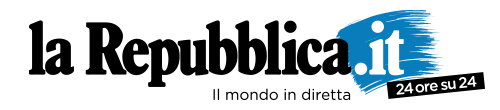 la Repubblica.it
Il mondo in diretta
24 ore su 24